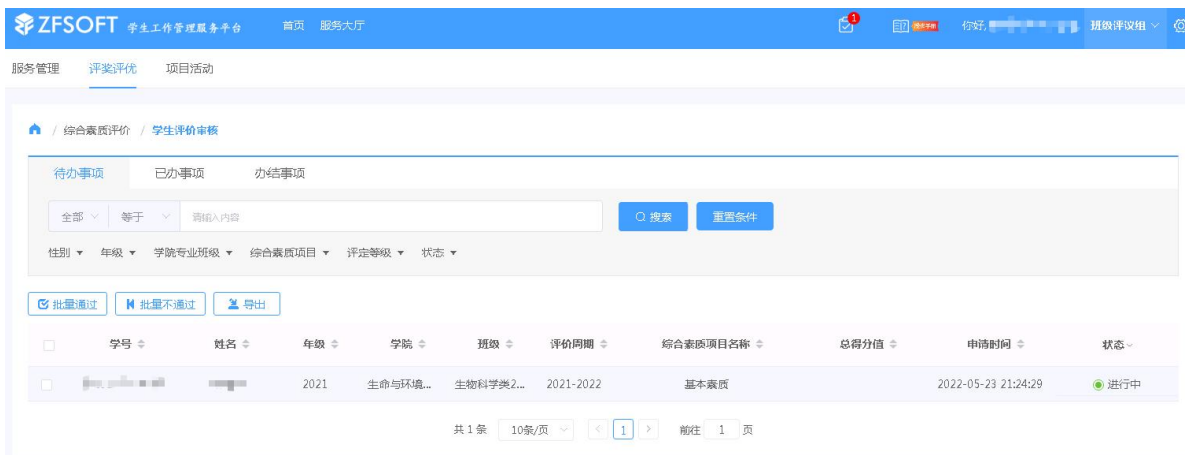 ZFSOFT 学生工作管理服务平台 首页 服务大厅 1 你好, 班级评议组
服务管理 评奖评优 项目活动
/ 综合素质评价 / 学生评价审核
待办事项 已办事项 办结事项
全部 等于 请输入内容 搜索 重置条件
性别 年级 学院专业班级 综合素质项目 评定等级 状态
批量通过 批量不通过 导出
学号 姓名 年级 学院 班级 评价周期 综合素质项目名称 总得分值 申请时间 状态
2021 生命与环境... 生物科学类2... 2021-2022 基本素质 2022-05-23 21:24:29 进行中
共 1 条 10条/页 1 前往 1 页